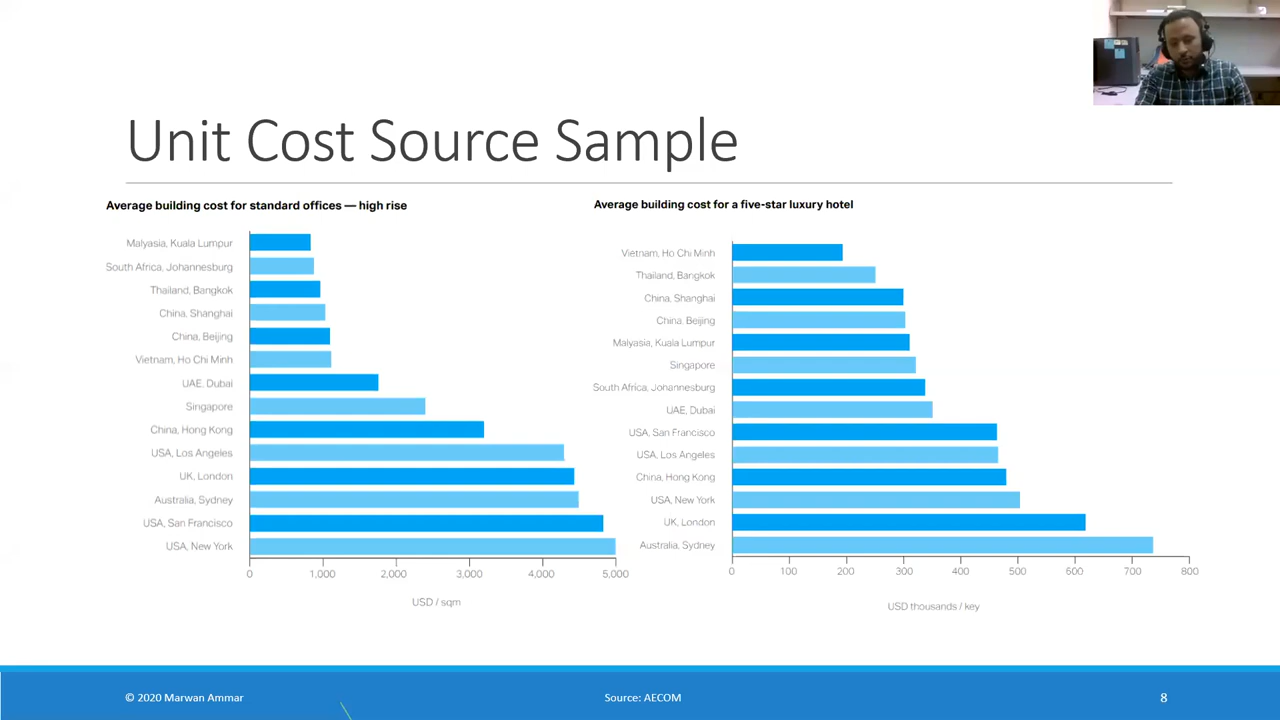 Unit Cost Source Sample
Average building cost for standard offices — high rise
Malyasia, Kuala Lumpur
South Africa, Johannesburg
Thailand, Bangkok
China, Shanghai
China, Beijing
Vietnam, Ho Chi Minh
UAE, Dubai
Singapore
China, Hong Kong
USA, Los Angeles
UK, London
Australia, Sydney
USA, San Francisco
USA, New York
0 1,000 2,000 3,000 4,000 5,000
USD / sqm
Average building cost for a five-star luxury hotel
Vietnam, Ho Chi Minh
Thailand, Bangkok
China, Shanghai
China. Beijing
Malyasia, Kuala Lumpur
Singapore
South Africa, Johannesburg
UAE, Dubai
USA, San Francisco
USA, Los Angeles
China, Hong Kong
USA, New York
UK, London
Australia, Sydney
0 100 200 300 400 500 600 700 800
USD thousands / key
© 2020 Marwan Ammar
Source: AECOM
8